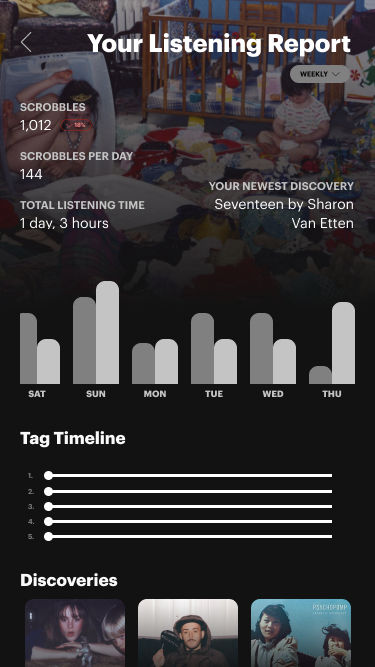 Your Listening Report
WEEKLY
SCROBBLES
1,012
18%
SCROBBLES PER DAY
144
TOTAL LISTENING TIME
1 day, 3 hours
YOUR NEWEST DISCOVERY
Seventeen by Sharon
Van Etten
SAT SUN MON TUE WED THU
Tag Timeline
1.
2.
3.
4.
5.
Discoveries
PSYCHOPOMP